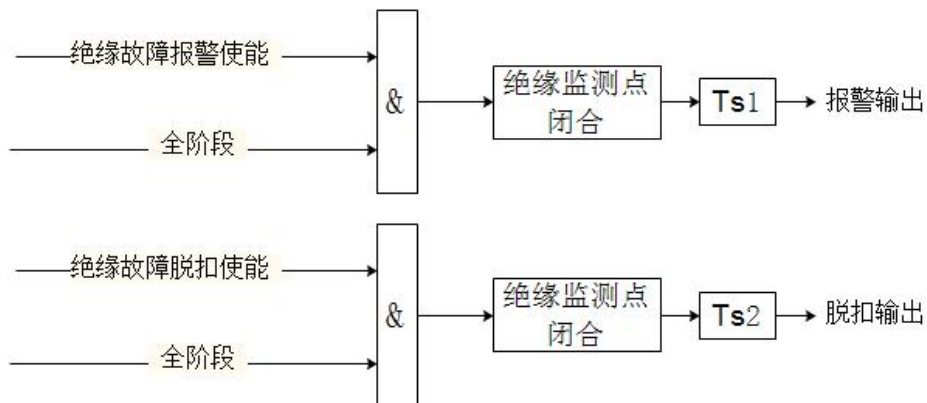 绝缘故障报警使能
全阶段
&
绝缘监测点
闭合
Ts1
报警输出
绝缘故障脱扣使能
全阶段
&
绝缘监测点
闭合
Ts2
脱扣输出